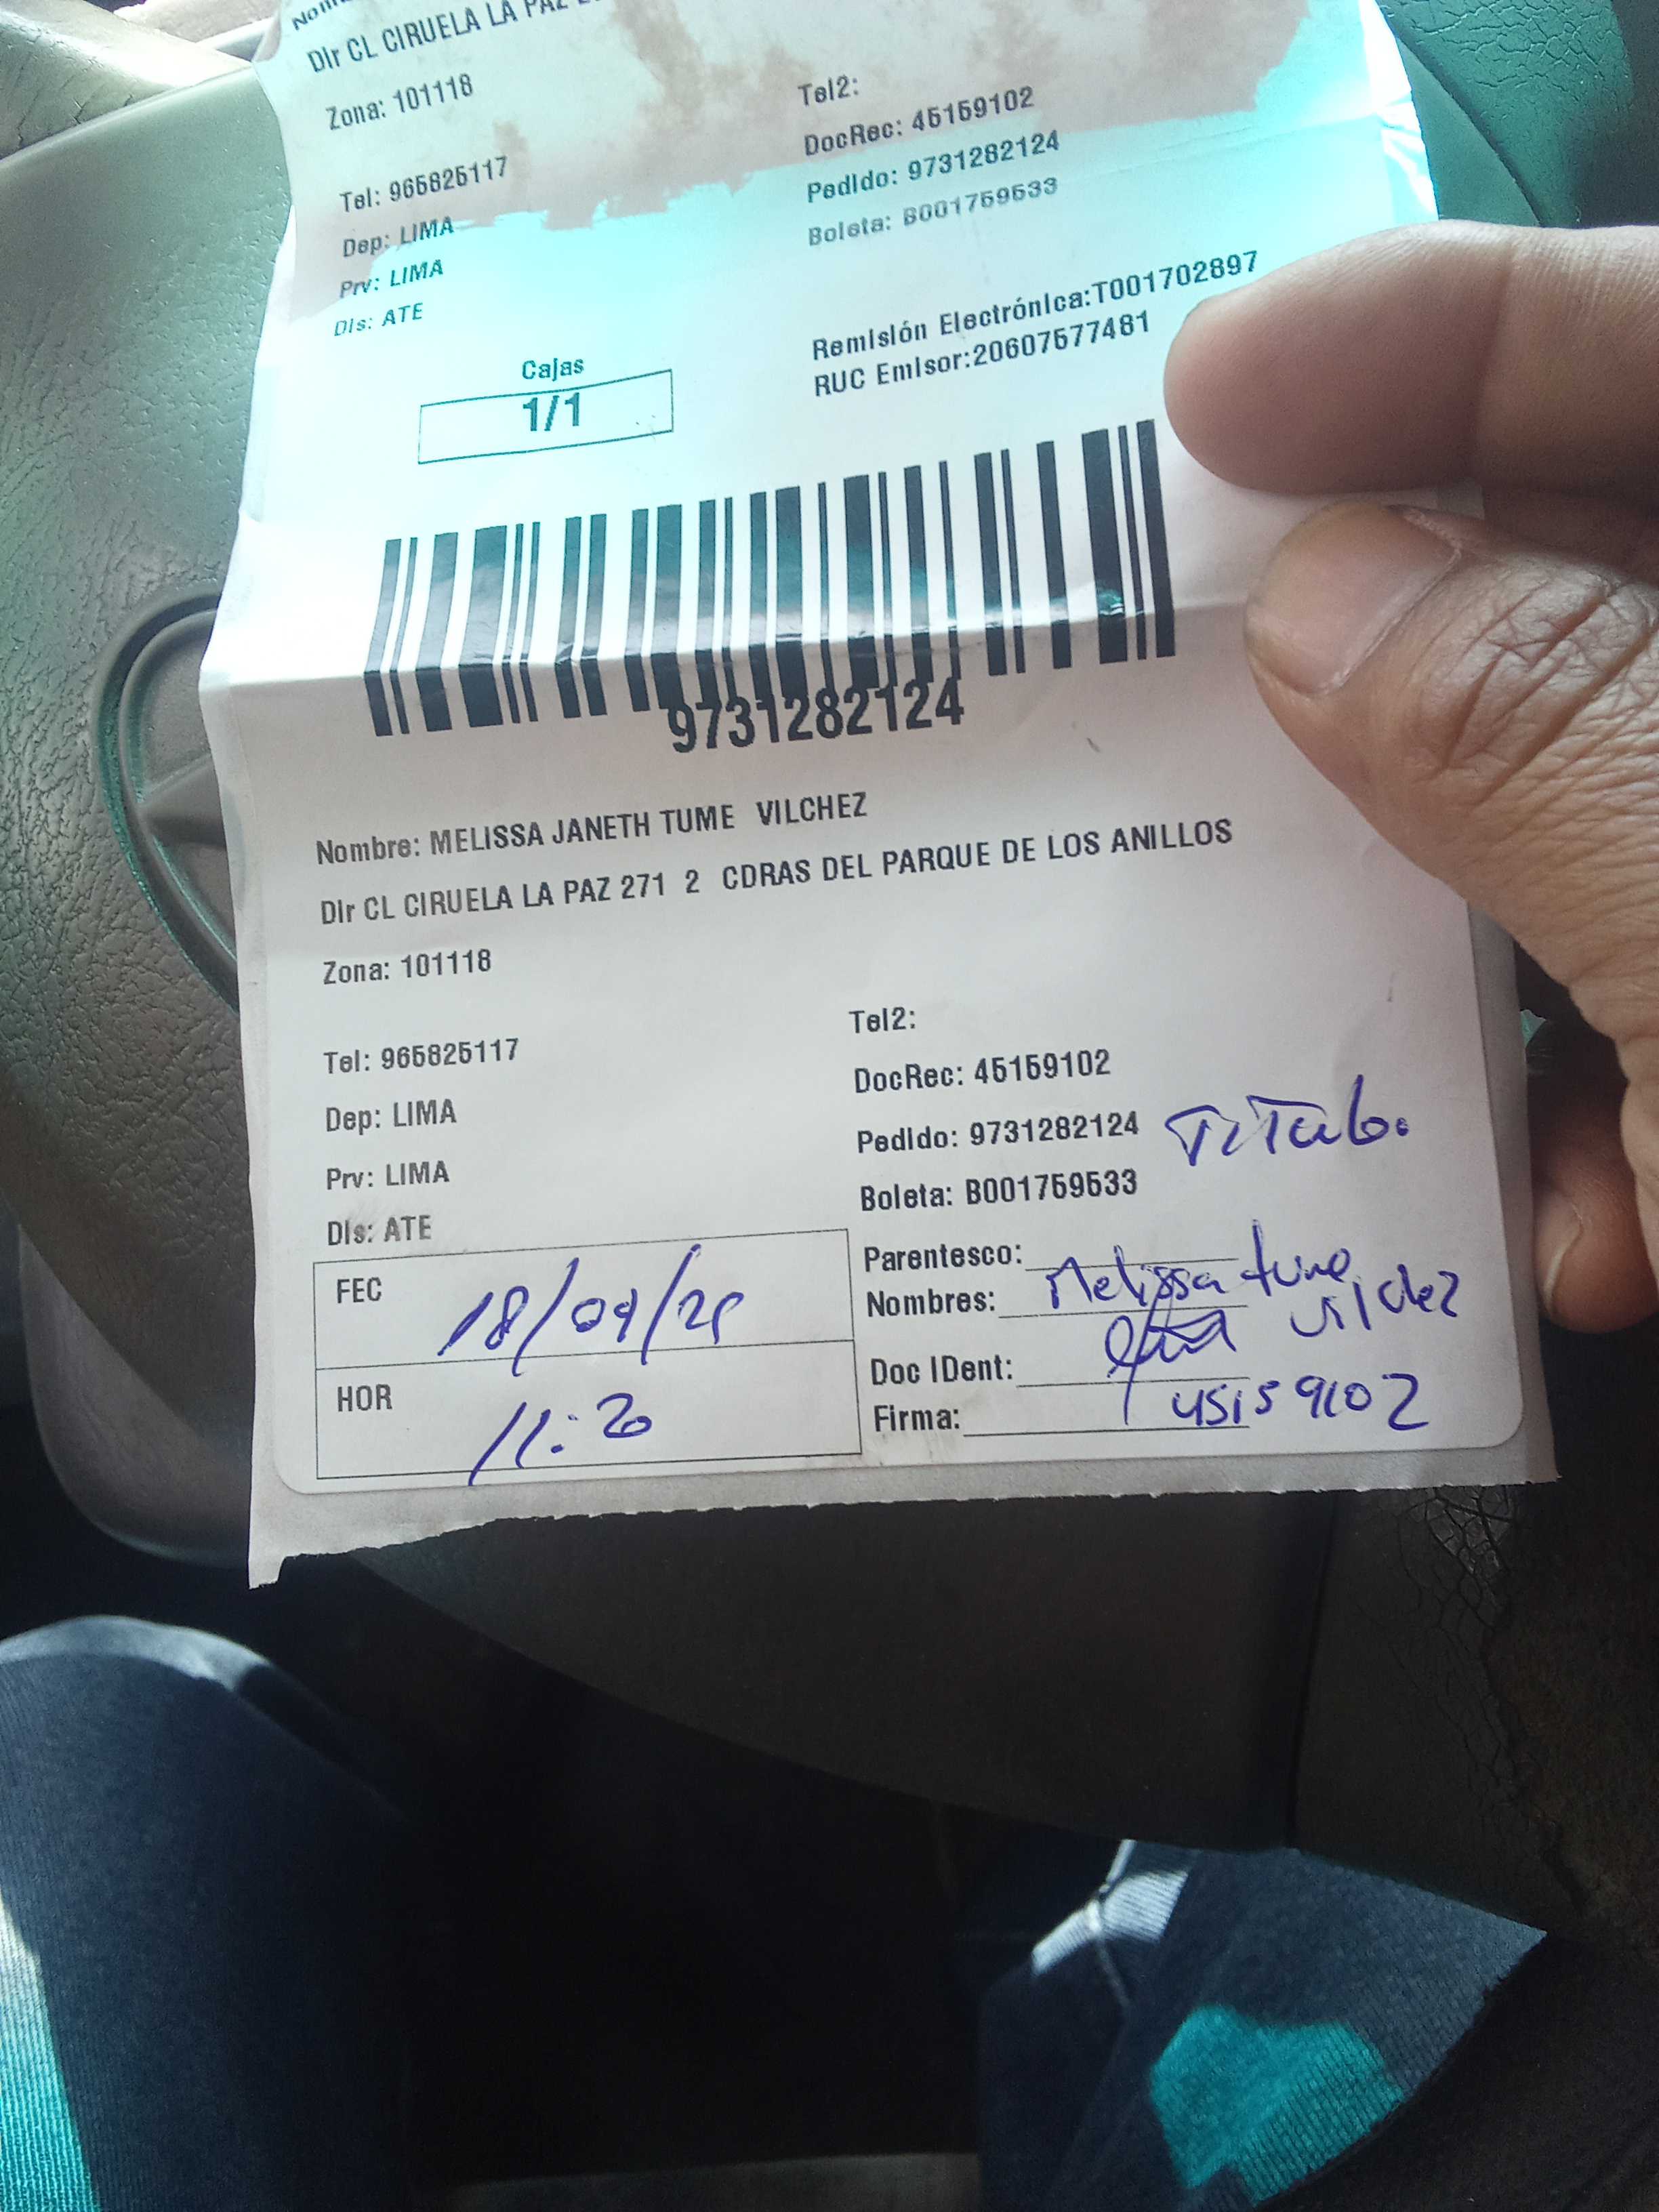 Dir CL CIRUELA LA PAZ
Zona: 101118
Tel2:
DocRec: 45159102
Tel: 965825117
Pedido: 9731282124
Dep: LIMA
Boleta: B001759533
Prv: LIMA
Dis: ATE
Remisión Electrónica:T001702897
RUC Emisor:20607577481
Cajas
1/1
9731282124
Nombre: MELISSA JANETH TUME VILCHEZ
Dir CL CIRUELA LA PAZ 271 2 CDRAS DEL PARQUE DE LOS ANILLOS
Zona: 101118
Tel2:
Tel: 965825117
DocRec: 45159102
Dep: LIMA
Pedido: 9731282124 Titular.
Prv: LIMA
Boleta: B001759533
Dis: ATE
Parentesco:
FEC 18/09/25
Nombres: Melissa tume
vilchez
Doc IDent:
HOR 11:20
Firma: 45159102